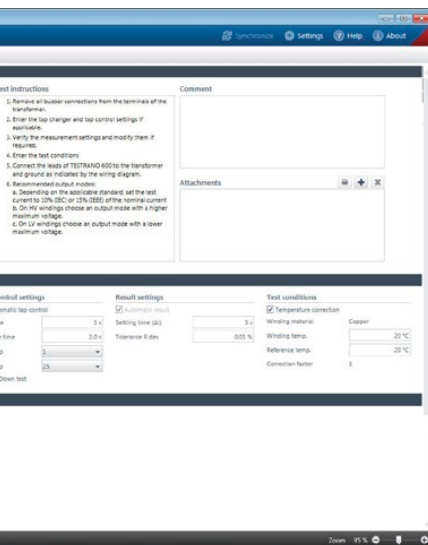 Synchronize Settings Help About
est instructions
Comment
1. Remove all busbar connections from the terminals of the
transformer.
2. Enter the tap changer and tap control settings if
applicable.
3. Verify the measurement settings and modify them if
required.
4. Enter the test conditions
5. Connect the leads of TESTRANO 600 to the transformer
and ground as indicated by the wiring diagram.
6. Recommended output modes:
a. Depending on the applicable standard, set the test
current to 10% (IEC) or 15% (IEEE) of the nominal current
b. On HV windings choose an output mode with a higher
maximum voltage.
c. On LV windings choose an output mode with a lower
maximum voltage.
Attachments
ontrol settings
Result settings
Test conditions
matic tap control
Automatic result
Temperature correction
5 s
Settling time (Δt)
5 s
Winding material
Copper
time
2.0 s
Tolerance R dev
0.01 %
Winding temp.
20 °C
1
Reference temp.
20 °C
25
Correction factor
1
Down test
Zoom 95 %